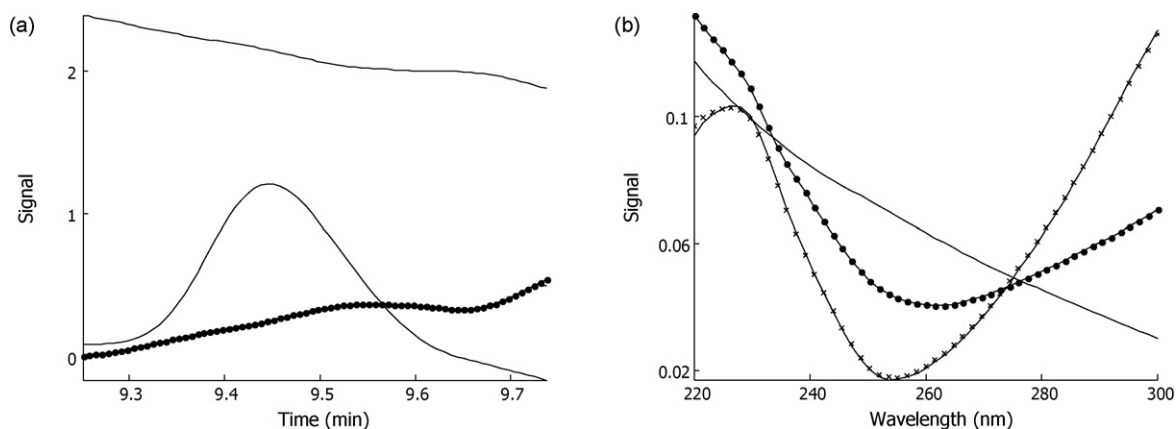 (a)
Signal
2
1
0
9.3 9.4 9.5 9.6 9.7
Time (min)
(b)
Signal
0.1
0.06
0.02
220 240 260 280 300
Wavelength (nm)